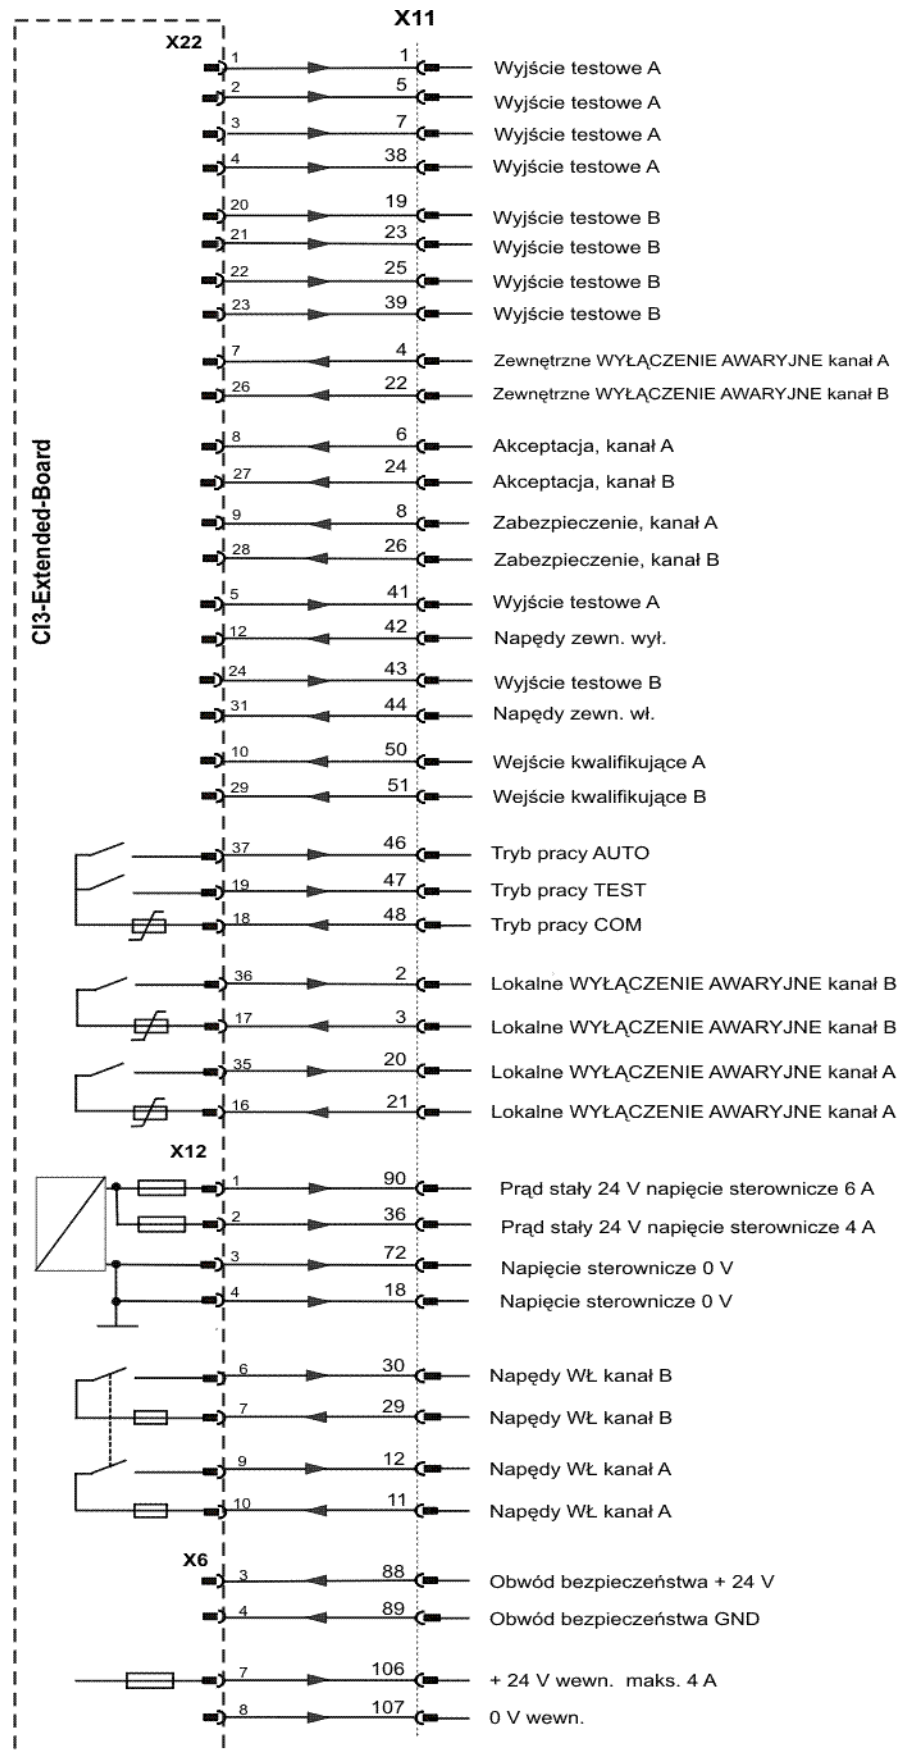 X11
X22
1 1 Wyjście testowe A
2 5 Wyjście testowe A
3 7 Wyjście testowe A
4 38 Wyjście testowe A
20 19 Wyjście testowe B
21 23 Wyjście testowe B
22 25 Wyjście testowe B
23 39 Wyjście testowe B
7 4 Zewnętrzne WYŁĄCZENIE AWARYJNE kanał A
26 22 Zewnętrzne WYŁĄCZENIE AWARYJNE kanał B
8 6 Akceptacja, kanał A
27 24 Akceptacja, kanał B
9 8 Zabezpieczenie, kanał A
28 26 Zabezpieczenie, kanał B
CI3-Extended-Board
5 41 Wyjście testowe A
12 42 Napędy zewn. wył.
24 43 Wyjście testowe B
31 44 Napędy zewn. wł.
10 50 Wejście kwalifikujące A
29 51 Wejście kwalifikujące B
37 46 Tryb pracy AUTO
19 47 Tryb pracy TEST
18 48 Tryb pracy COM
36 2 Lokalne WYŁĄCZENIE AWARYJNE kanał B
17 3 Lokalne WYŁĄCZENIE AWARYJNE kanał B
35 20 Lokalne WYŁĄCZENIE AWARYJNE kanał A
16 21 Lokalne WYŁĄCZENIE AWARYJNE kanał A
X12
1 90 Prąd stały 24 V napięcie sterownicze 6 A
2 36 Prąd stały 24 V napięcie sterownicze 4 A
3 72 Napięcie sterownicze 0 V
4 18 Napięcie sterownicze 0 V
6 30 Napędy WŁ kanał B
7 29 Napędy WŁ kanał B
9 12 Napędy WŁ kanał A
10 11 Napędy WŁ kanał A
X6
3 88 Obwód bezpieczeństwa + 24 V
4 89 Obwód bezpieczeństwa GND
7 106 + 24 V wewn. maks. 4 A
8 107 0 V wewn.